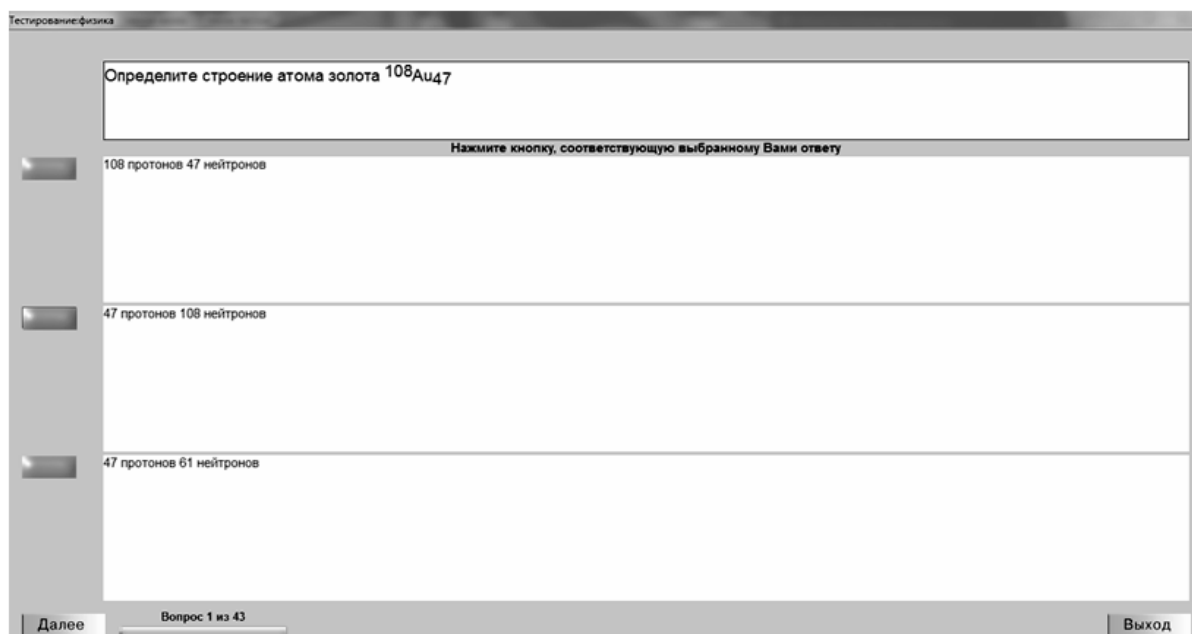 Тестирование:физика
Определите строение атома золота ¹⁰⁸Au₄₇
Нажмите кнопку, соответствующую выбранному Вами ответу
108 протонов 47 нейтронов
47 протонов 108 нейтронов
47 протонов 61 нейтронов
Далее
Вопрос 1 из 43
Выход